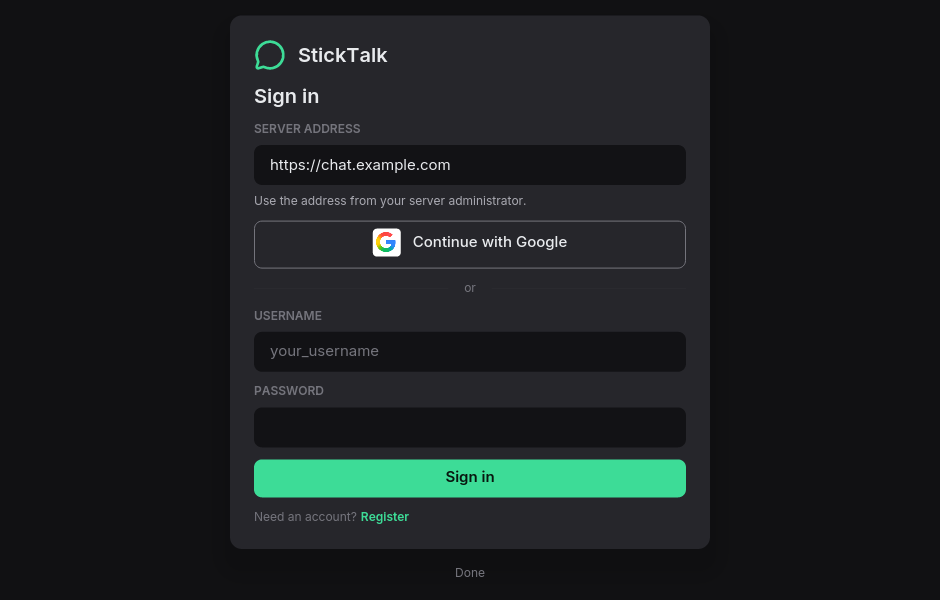 StickTalk
Sign in
SERVER ADDRESS
https://chat.example.com
Use the address from your server administrator.
Continue with Google
or
USERNAME
your_username
PASSWORD
Sign in
Need an account? Register
Done